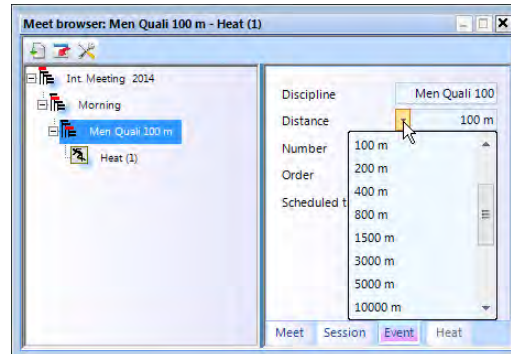 Meet browser: Men Quali 100 m - Heat (1)
Int. Meeting 2014
Morning
Men Quali 100 m
Heat (1)
Discipline Men Quali 100
Distance 100 m
Number
Order
Scheduled t
100 m
200 m
400 m
800 m
1500 m
3000 m
5000 m
10000 m
Meet Session Event Heat